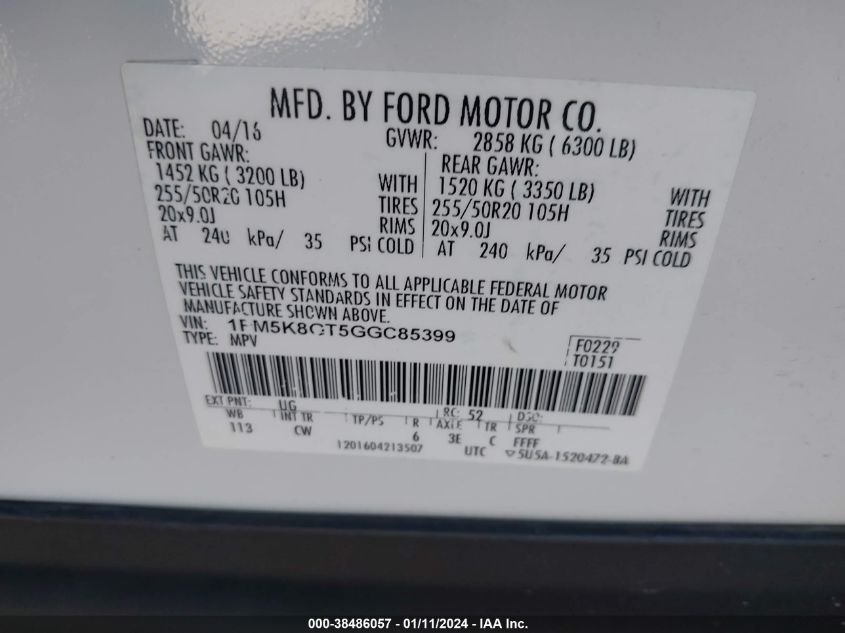 MFD. BY FORD MOTOR CO.
DATE: 04/16 GVWR: 2858 KG ( 6300 LB)
FRONT GAWR: REAR GAWR:
1452 KG ( 3200 LB) WITH 1520 KG ( 3350 LB) WITH
255/50R20 105H TIRES 255/50R20 105H TIRES
20x9.0J RIMS 20x9.0J RIMS
AT 240 kPa/ 35 PSI COLD AT 240 kPa/ 35 PSI COLD
THIS VEHICLE CONFORMS TO ALL APPLICABLE FEDERAL MOTOR
VEHICLE SAFETY STANDARDS IN EFFECT ON THE DATE OF
MANUFACTURE SHOWN ABOVE.
VIN: 1FM5K8GT5GGC85399
TYPE: MPV F0229
T0151
EXT PNT: UG RC: 52 DSO:
WB INT TR TP/PS R AXLE TR SPR
113 CW 6 3E C FFFF
1201604213507 UTC ▽5U5A-1520472-BA
000-38486057 - 01/11/2024 - IAA Inc.